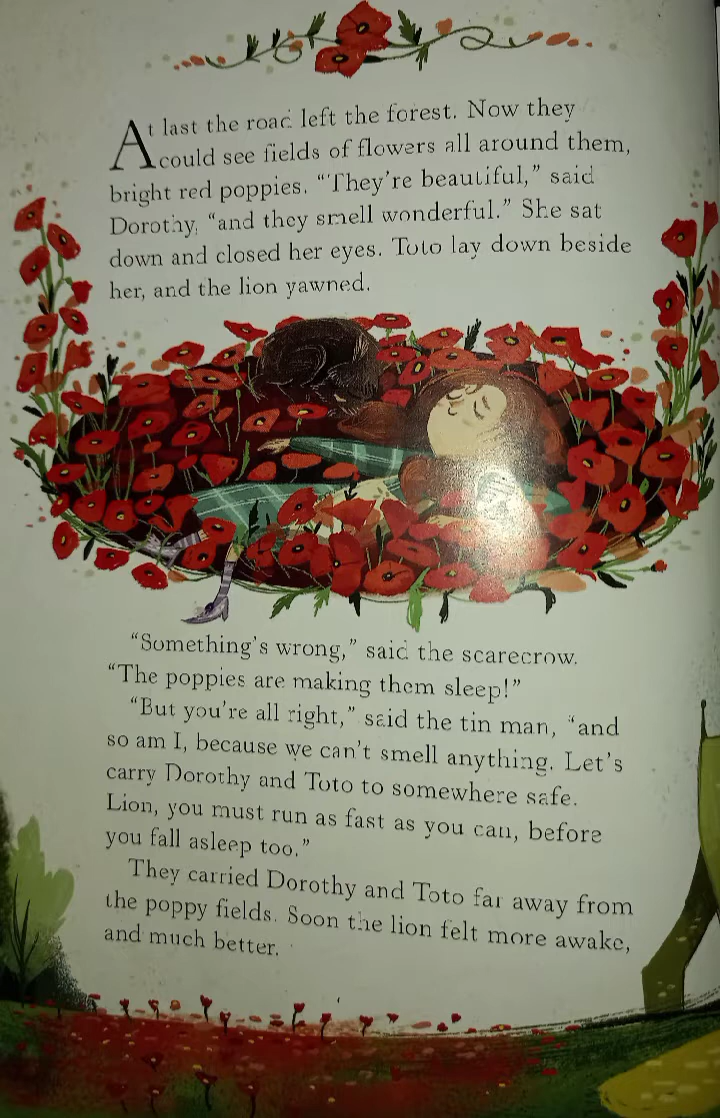 At last the road left the forest. Now they
could see fields of flowers all around them,
bright red poppies. “They’re beautiful,” said
Dorothy, “and they smell wonderful.” She sat
down and closed her eyes. Toto lay down beside
her, and the lion yawned.
“Something’s wrong,” said the scarecrow.
“The poppies are making them sleep!”
“But you’re all right,” said the tin man, “and
so am I, because we can’t smell anything. Let’s
carry Dorothy and Toto to somewhere safe.
Lion, you must run as fast as you can, before
you fall asleep too.”
They carried Dorothy and Toto far away from
the poppy fields. Soon the lion felt more awake,
and much better.